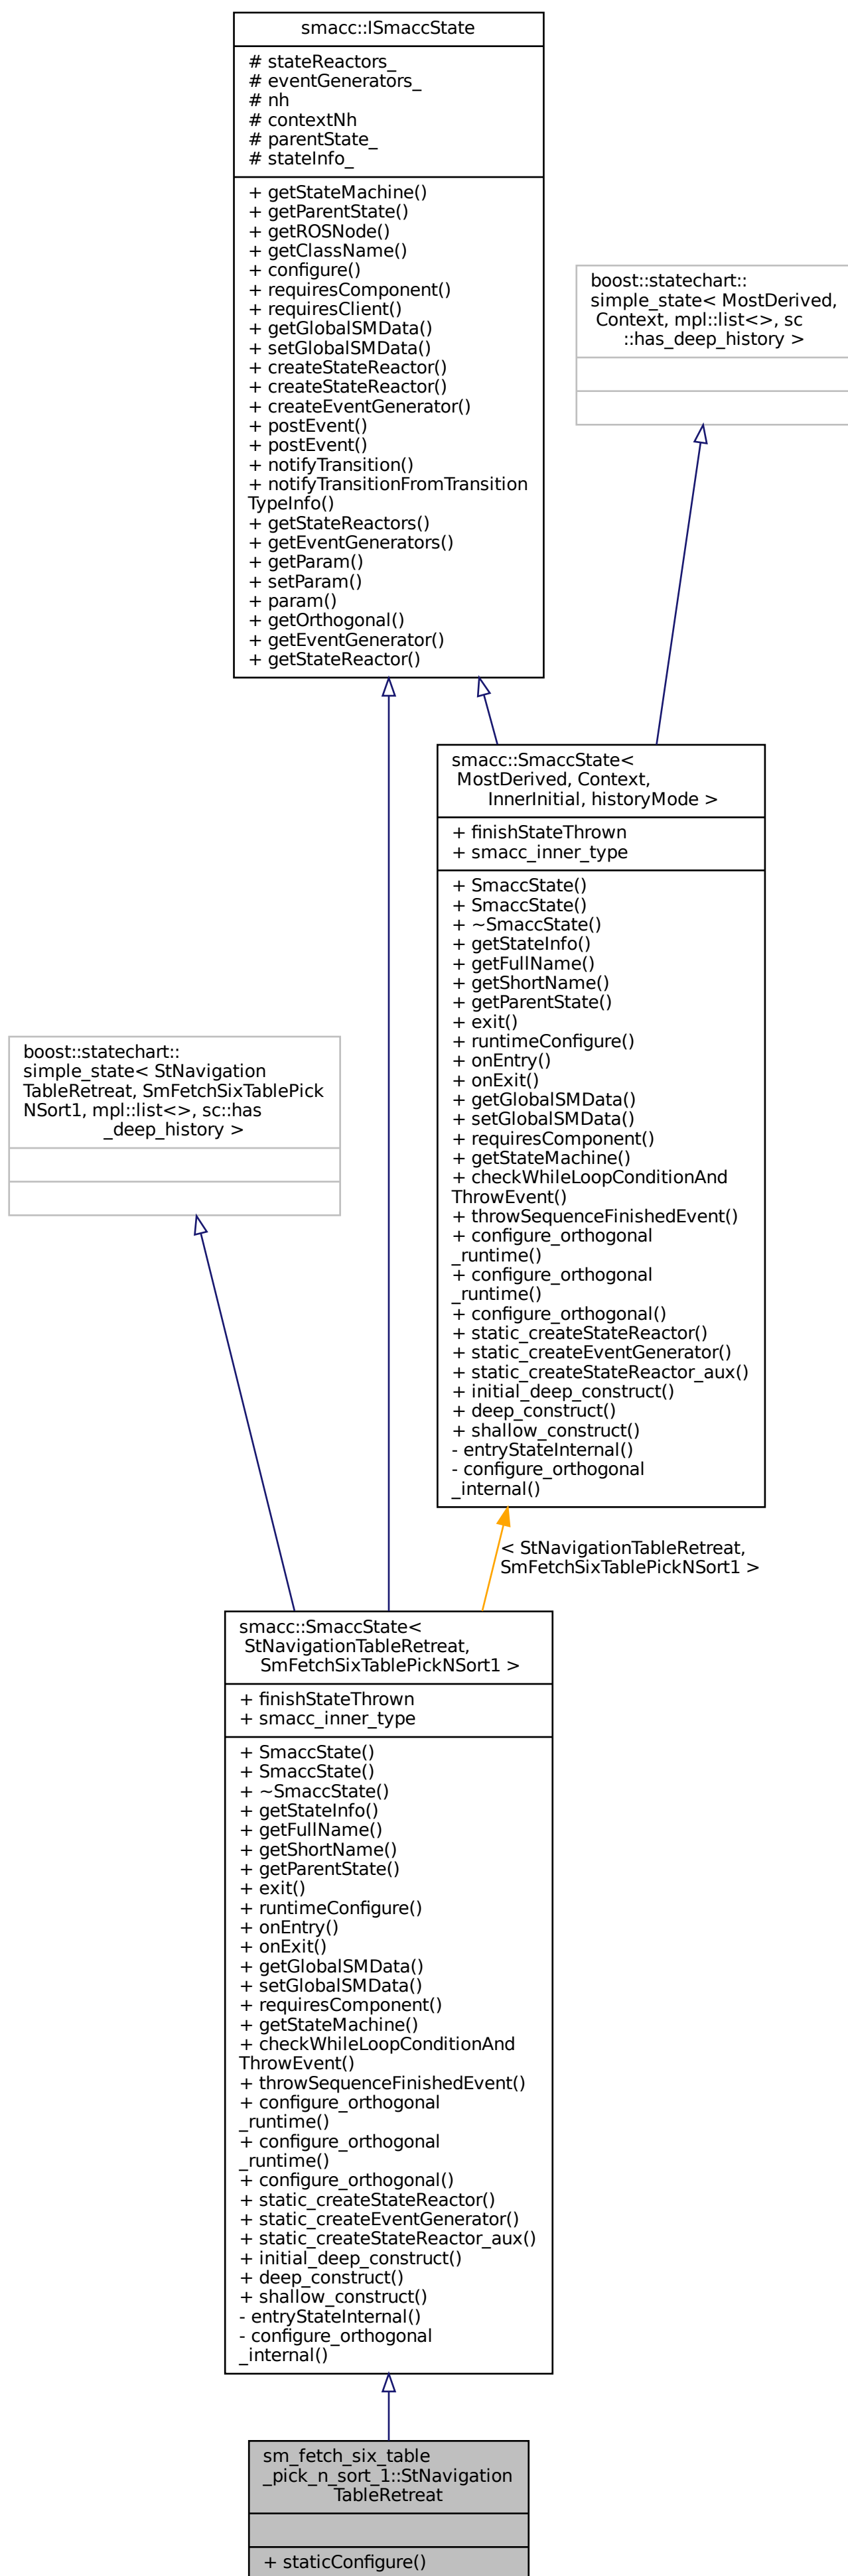 smacc::ISmaccState
# stateReactors_
# eventGenerators_
# nh
# contextNh
# parentState_
# stateInfo_
+ getStateMachine()
+ getParentState()
+ getROSNode()
+ getClassName()
+ configure()
+ requiresComponent()
+ requiresClient()
+ getGlobalSMData()
+ setGlobalSMData()
+ createStateReactor()
+ createStateReactor()
+ createEventGenerator()
+ postEvent()
+ postEvent()
+ notifyTransition()
+ notifyTransitionFromTransition
TypeInfo()
+ getStateReactors()
+ getEventGenerators()
+ getParam()
+ setParam()
+ param()
+ getOrthogonal()
+ getEventGenerator()
+ getStateReactor()
boost::statechart::
simple_state< MostDerived,
Context, mpl::list<>, sc
::has_deep_history >
smacc::SmaccState<
MostDerived, Context,
InnerInitial, historyMode >
+ finishStateThrown
+ smacc_inner_type
+ SmaccState()
+ SmaccState()
+ ~SmaccState()
+ getStateInfo()
+ getFullName()
+ getShortName()
+ getParentState()
+ exit()
+ runtimeConfigure()
+ onEntry()
+ onExit()
+ getGlobalSMData()
+ setGlobalSMData()
+ requiresComponent()
+ getStateMachine()
+ checkWhileLoopConditionAnd
ThrowEvent()
+ throwSequenceFinishedEvent()
+ configure_orthogonal
_runtime()
+ configure_orthogonal
_runtime()
+ configure_orthogonal()
+ static_createStateReactor()
+ static_createEventGenerator()
+ static_createStateReactor_aux()
+ initial_deep_construct()
+ deep_construct()
+ shallow_construct()
- entryStateInternal()
- configure_orthogonal
_internal()
boost::statechart::
simple_state< StNavigation
TableRetreat, SmFetchSixTablePick
NSort1, mpl::list<>, sc::has
_deep_history >
< StNavigationTableRetreat,
SmFetchSixTablePickNSort1 >
smacc::SmaccState<
StNavigationTableRetreat,
SmFetchSixTablePickNSort1 >
+ finishStateThrown
+ smacc_inner_type
+ SmaccState()
+ SmaccState()
+ ~SmaccState()
+ getStateInfo()
+ getFullName()
+ getShortName()
+ getParentState()
+ exit()
+ runtimeConfigure()
+ onEntry()
+ onExit()
+ getGlobalSMData()
+ setGlobalSMData()
+ requiresComponent()
+ getStateMachine()
+ checkWhileLoopConditionAnd
ThrowEvent()
+ throwSequenceFinishedEvent()
+ configure_orthogonal
_runtime()
+ configure_orthogonal
_runtime()
+ configure_orthogonal()
+ static_createStateReactor()
+ static_createEventGenerator()
+ static_createStateReactor_aux()
+ initial_deep_construct()
+ deep_construct()
+ shallow_construct()
- entryStateInternal()
- configure_orthogonal
_internal()
sm_fetch_six_table
_pick_n_sort_1::StNavigation
TableRetreat
+ staticConfigure()